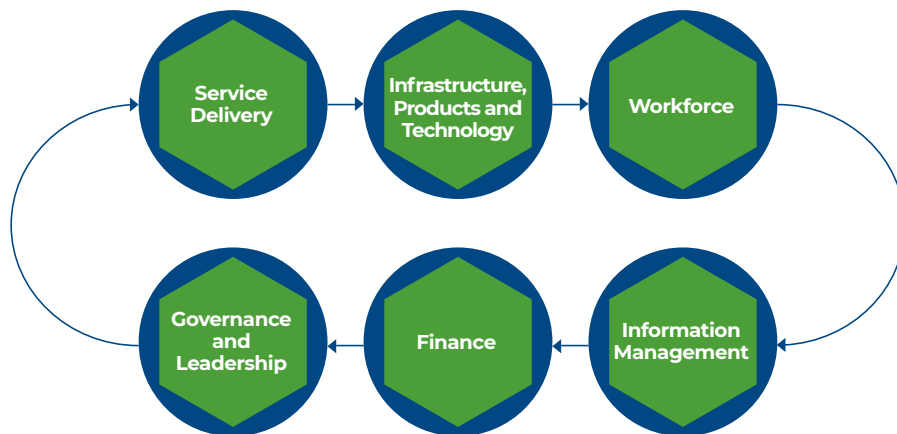 Service
Delivery
Infrastructure,
Products and
Technology
Workforce
Governance
and
Leadership
Finance
Information
Management